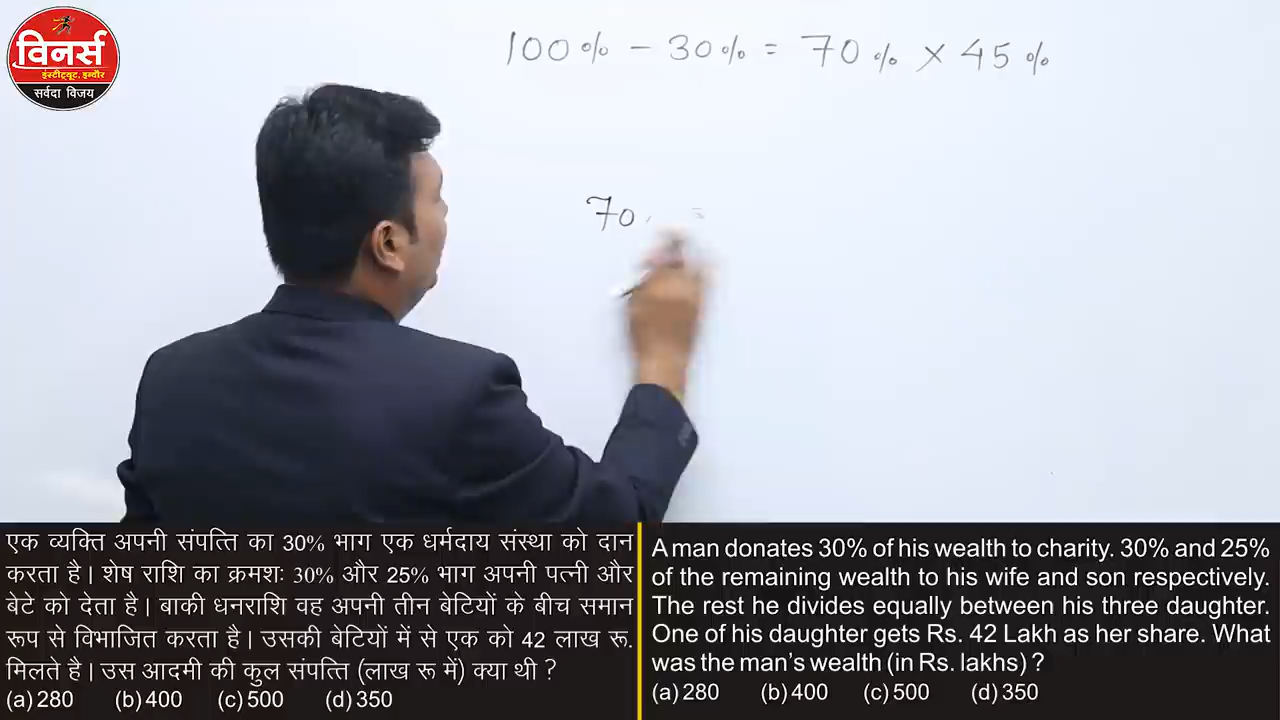 विनर्स
इंस्टीट्यूट, इन्दौर
सर्वदा विजय
100% - 30% = 70% × 45%
70
एक व्यक्ति अपनी संपत्ति का 30% भाग एक धर्मदाय संस्था को दान
करता है। शेष राशि का क्रमशः 30% और 25% भाग अपनी पत्नी और
बेटे को देता है। बाकी धनराशि वह अपनी तीन बेटियों के बीच समान
रूप से विभाजित करता है। उसकी बेटियों में से एक को 42 लाख रू.
मिलते है। उस आदमी की कुल संपत्ति (लाख रू में) क्या थी ?
(a) 280 (b) 400 (c) 500 (d) 350
A man donates 30% of his wealth to charity. 30% and 25%
of the remaining wealth to his wife and son respectively.
The rest he divides equally between his three daughter.
One of his daughter gets Rs. 42 Lakh as her share. What
was the man's wealth (in Rs. lakhs) ?
(a) 280 (b) 400 (c) 500 (d) 350